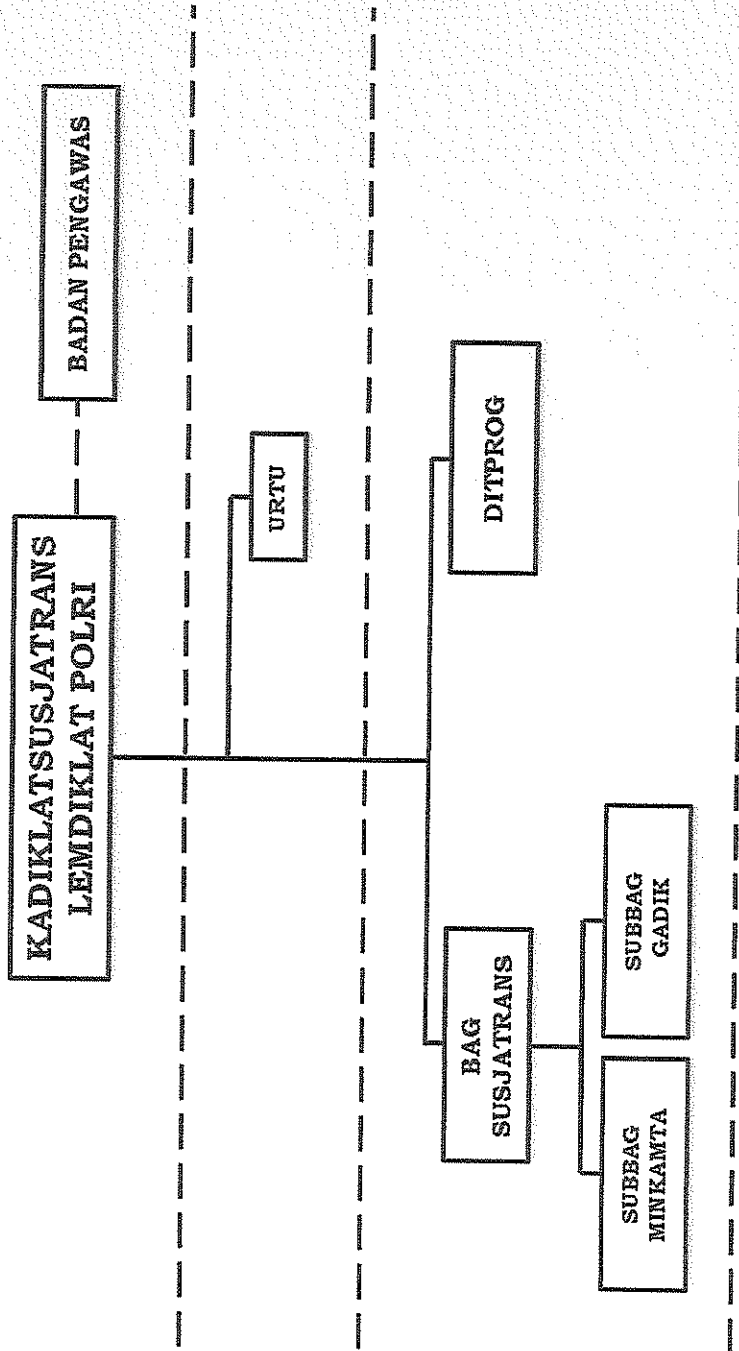 KADIKLATSUSJATRANS
LEMDIKLAT POLRI
BADAN PENGAWAS
URTU
BAG
SUSJATRANS
DITPROG
SUBBAG
MINKAMTA
SUBBAG
GADIK